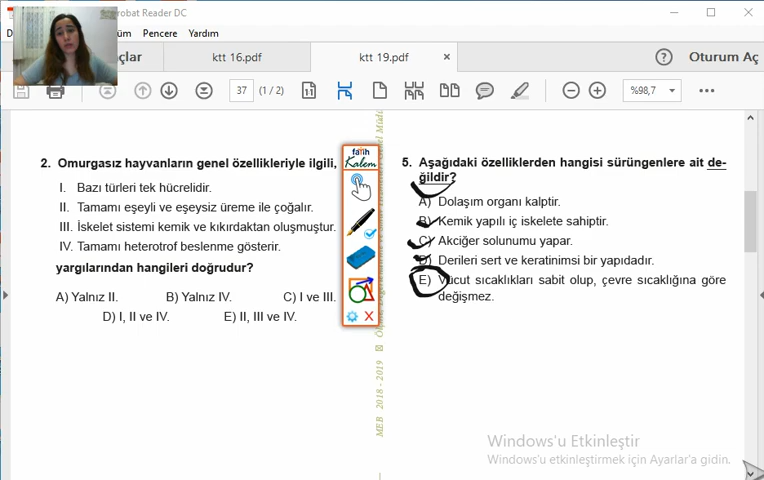 robat Reader DC
Pencere
Yardım
ktt 16.pdf
ktt 19.pdf
×
Oturum Aç
37
(1 / 2)
%98,7
2. Omurgasız hayvanların genel özellikleriyle ilgili,
I. Bazı türleri tek hücrelidir.
II. Tamamı eşeyli ve eşeysiz üreme ile çoğalır.
III. İskelet sistemi kemik ve kıkırdaktan oluşmuştur.
IV. Tamamı heterotrof beslenme gösterir.
yargılarından hangileri doğrudur?
A) Yalnız II. B) Yalnız IV. C) I ve III.
D) I, II ve IV. E) II, III ve IV.
fatih
Kalem
MEB 2018 - 2019
5. Aşağıdaki özelliklerden hangisi sürüngenlere ait de-
ğildir?
A) Dolaşım organı kalptir.
B) Kemik yapılı iç iskelete sahiptir.
C) Akciğer solunumu yapar.
D) Derileri sert ve keratinimsi bir yapıdadır.
E) Vücut sıcaklıkları sabit olup, çevre sıcaklığına göre
değişmez.
Windows'u Etkinleştir
Windows'u etkinleştirmek için Ayarlar'a gidin.